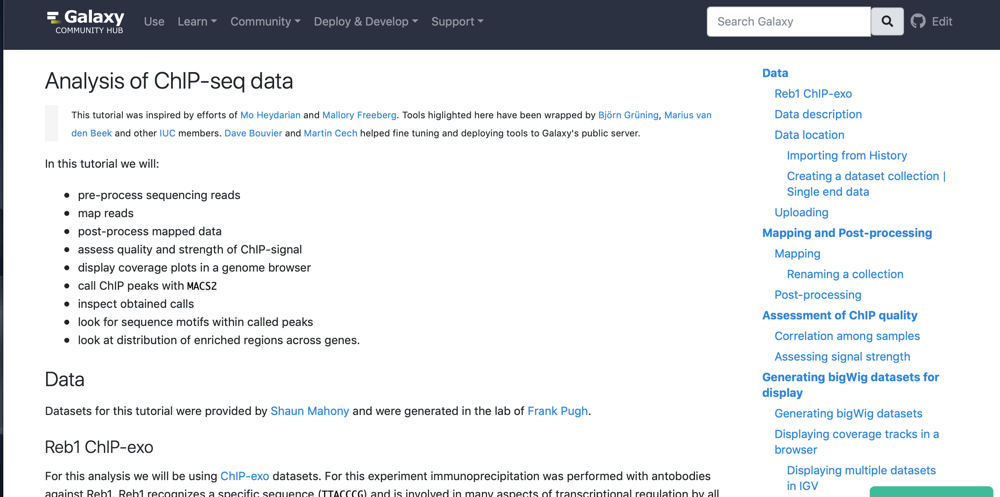 Galaxy
COMMUNITY HUB
Use Learn Community Deploy & Develop Support
Search Galaxy
Edit
Analysis of ChIP-seq data
This tutorial was inspired by efforts of Mo Heydarian and Mallory Freeberg. Tools higlighted here have been wrapped by Björn Grüning, Marius van
den Beek and other IUC members. Dave Bouvier and Martin Cech helped fine tuning and deploying tools to Galaxy's public server.
In this tutorial we will:
pre-process sequencing reads
map reads
post-process mapped data
assess quality and strength of ChIP-signal
display coverage plots in a genome browser
call ChIP peaks with MACS2
inspect obtained calls
look for sequence motifs within called peaks
look at distribution of enriched regions across genes.
Data
Datasets for this tutorial were provided by Shaun Mahony and were generated in the lab of Frank Pugh.
Reb1 ChIP-exo
For this analysis we will be using ChIP-exo datasets. For this experiment immunoprecipitation was performed with antobodies
against Reb1. Reb1 recognizes a specific sequence (TTACCCG) and is involved in many aspects of transcriptional regulation by all
Data
Reb1 ChIP-exo
Data description
Data location
Importing from History
Creating a dataset collection |
Single end data
Uploading
Mapping and Post-processing
Mapping
Renaming a collection
Post-processing
Assessment of ChIP quality
Correlation among samples
Assessing signal strength
Generating bigWig datasets for
display
Generating bigWig datasets
Displaying coverage tracks in a
browser
Displaying multiple datasets
in IGV